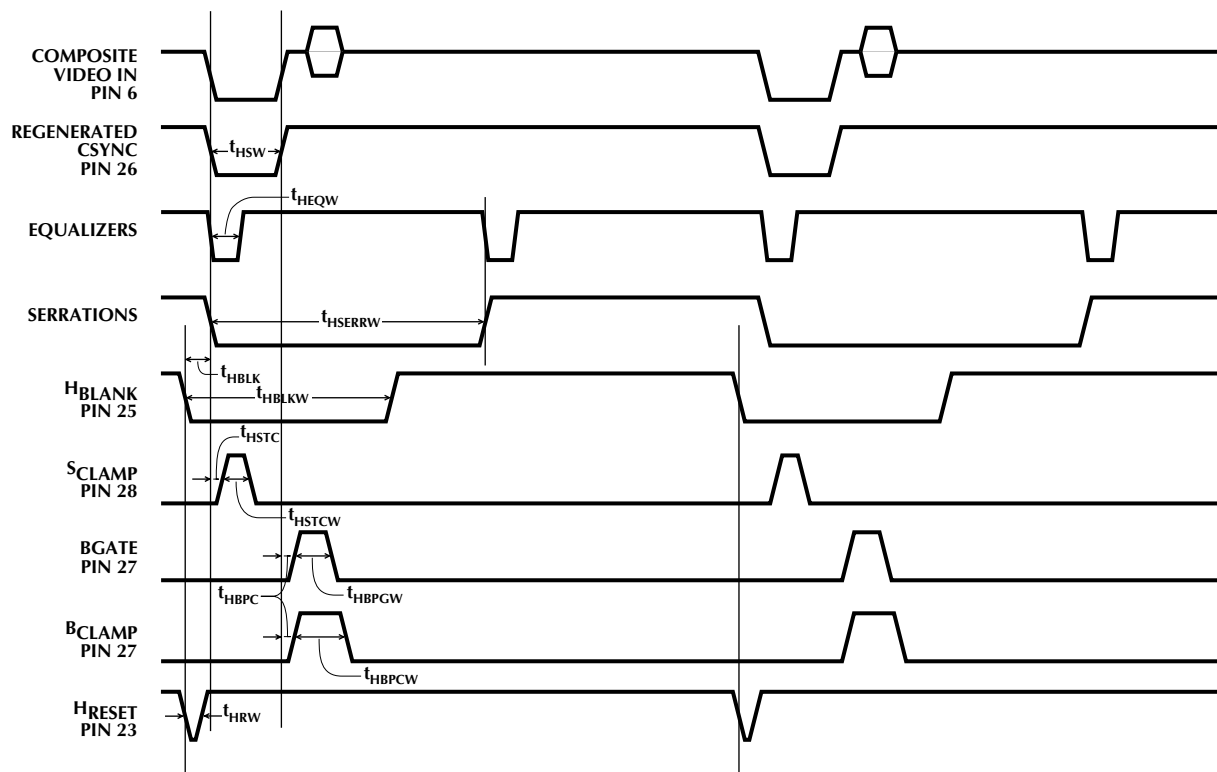 COMPOSITE
VIDEO IN
PIN 6
REGENERATED
CSYNC
PIN 26
tHSW
tHEQW
EQUALIZERS
SERRATIONS
tHSERRW
tHBLK
HBLANK
PIN 25
tHBLKW
tHSTC
SCLAMP
PIN 28
tHSTCW
BGATE
PIN 27
tHBPC
tHBPGW
BCLAMP
PIN 27
tHBPCW
HRESET
PIN 23
tHRW